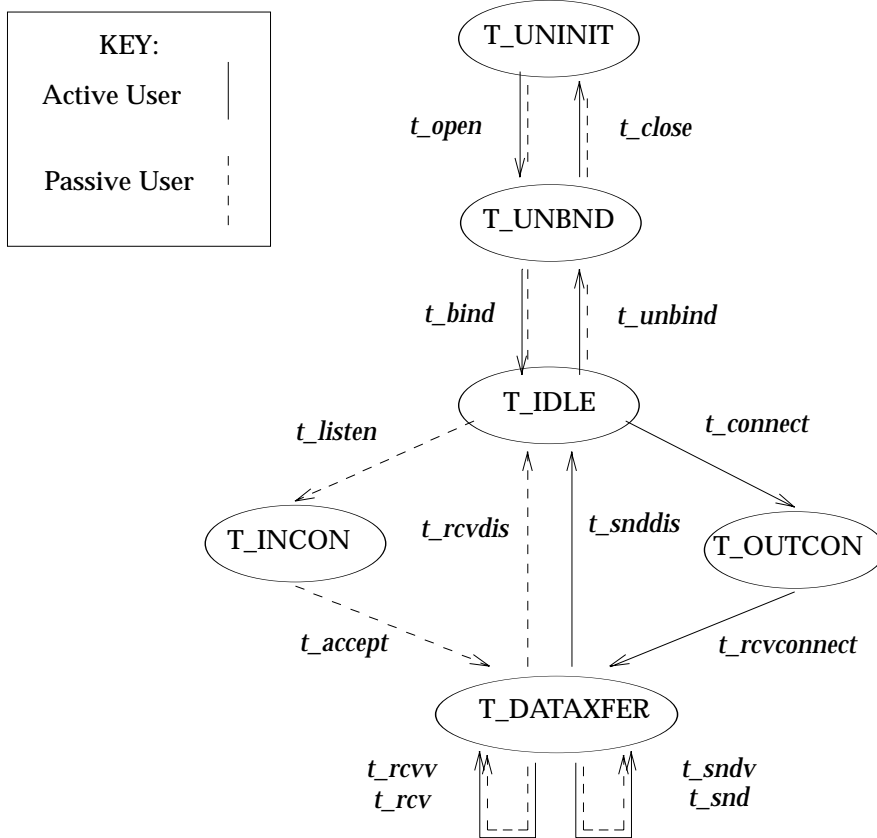 T_UNINIT
KEY:
Active User
Passive User
t_open
t_close
T_UNBND
t_bind
t_unbind
T_IDLE
t_listen
t_connect
T_INCON
t_rcvdis
t_snddis
T_OUTCON
t_accept
t_rcvconnect
T_DATAXFER
t_rcvv
t_rcv
t_sndv
t_snd